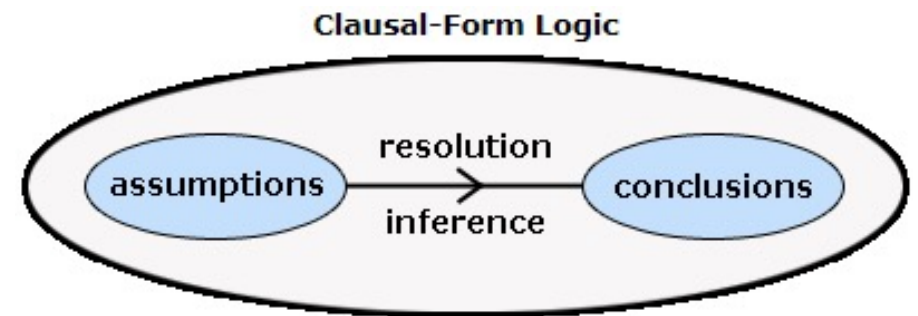 Clausal-Form Logic
resolution
assumptions
conclusions
inference